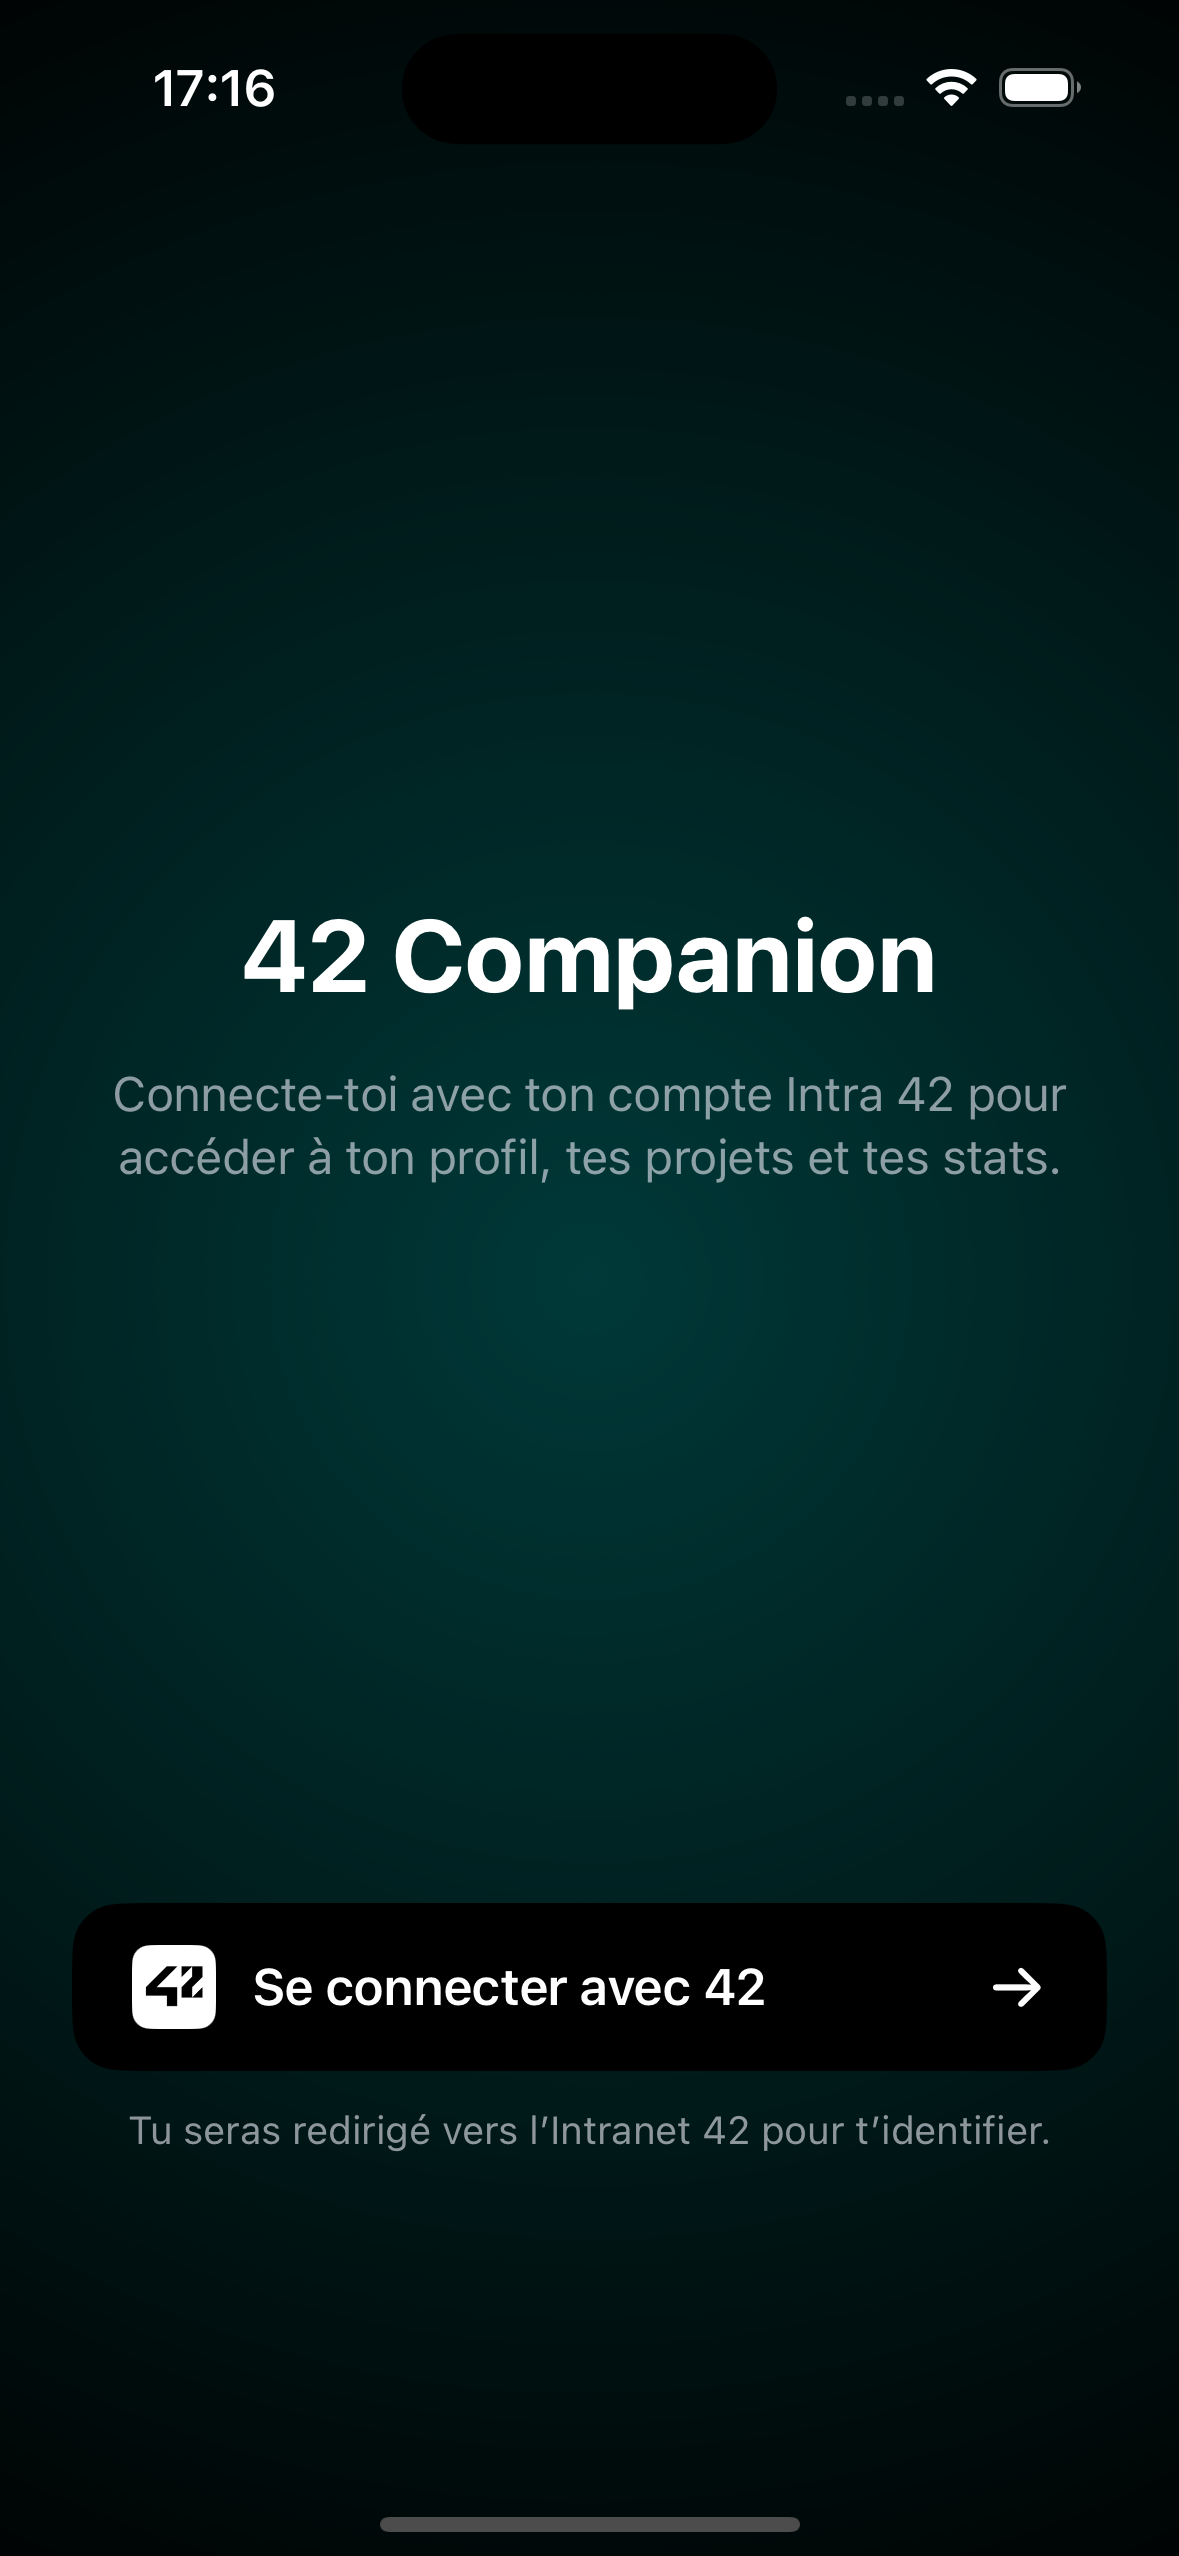 17:16
42 Companion
Connecte-toi avec ton compte Intra 42 pour
accéder à ton profil, tes projets et tes stats.
42 Se connecter avec 42
Tu seras redirigé vers l’Intranet 42 pour t’identifier.